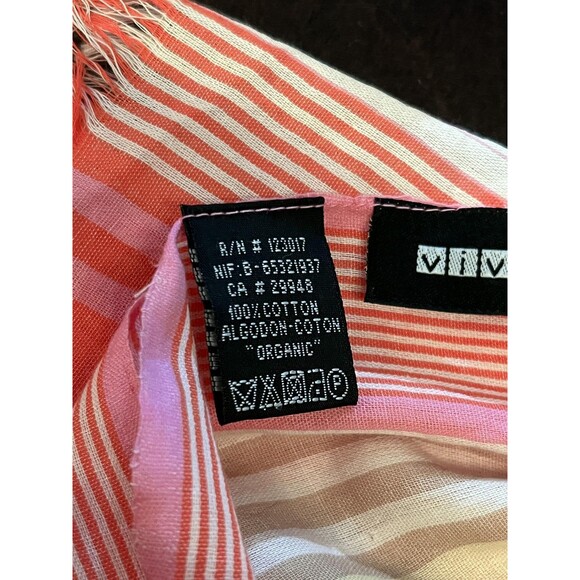 R/N # 123017
NIF:B-65321937
CA # 29948
100% COTTON
ALGODON-COTON
"ORGANIC"
viv